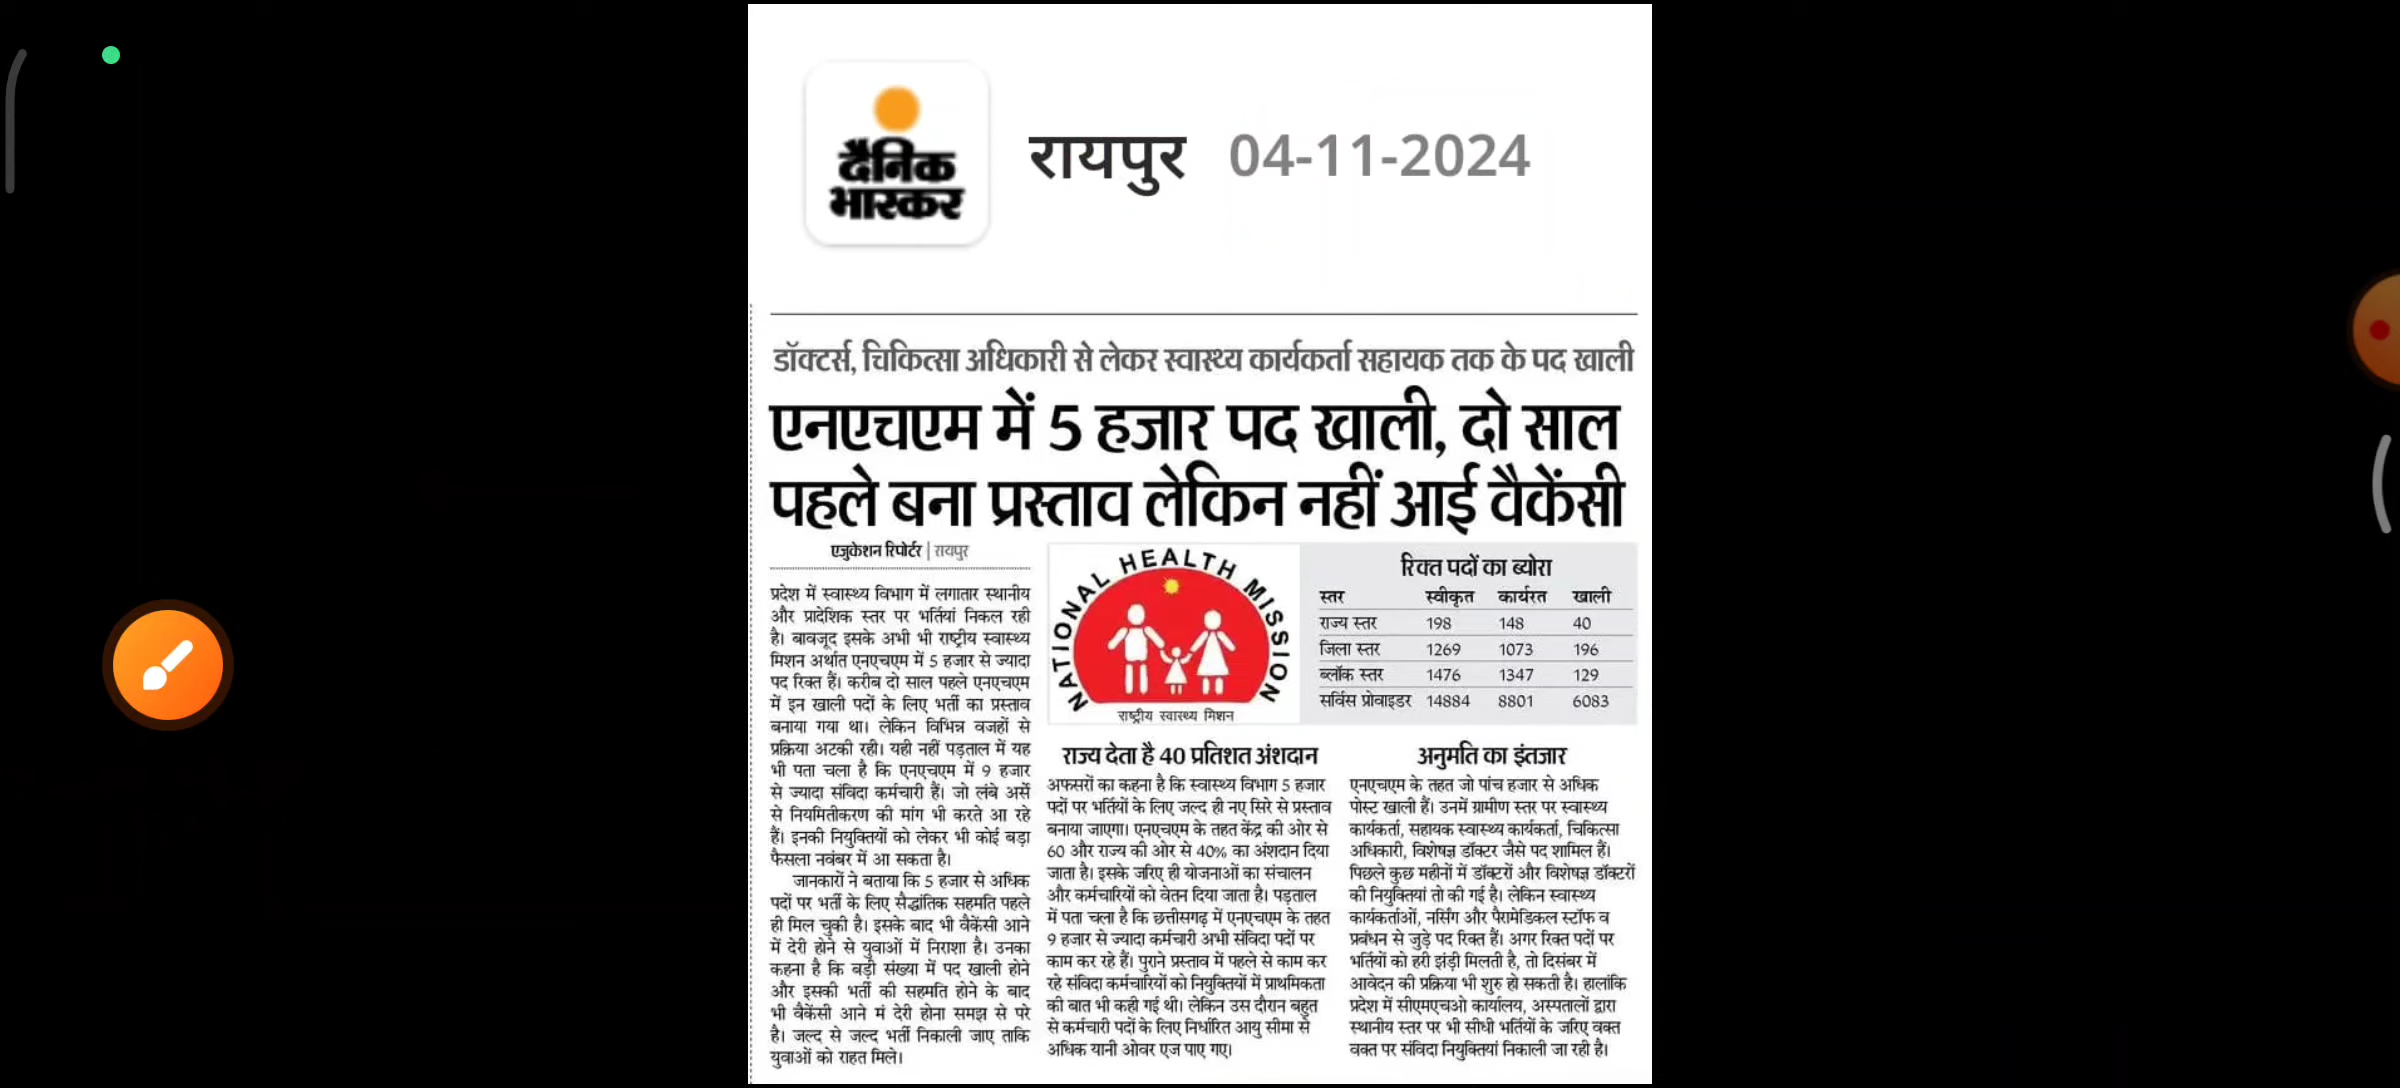 दैनिक
भास्कर
रायपुर 04-11-2024
डॉक्टर्स, चिकित्सा अधिकारी से लेकर स्वास्थ्य कार्यकर्ता सहायक तक के पद खाली
एनएचएम में 5 हजार पद खाली, दो साल
पहले बना प्रस्ताव लेकिन नहीं आई वैकेंसी
एजुकेशन रिपोर्टर | रायपुर
प्रदेश में स्वास्थ्य विभाग में लगातार स्थानीय
और प्रादेशिक स्तर पर भर्तियां निकल रही
है। बावजूद इसके अभी भी राष्ट्रीय स्वास्थ्य
मिशन अर्थात एनएचएम में 5 हजार से ज्यादा
पद रिक्त हैं। करीब दो साल पहले एनएचएम
में इन खाली पदों के लिए भर्ती का प्रस्ताव
बनाया गया था। लेकिन विभिन्न वजहों से
प्रक्रिया अटकी रही। यही नहीं पड़ताल में यह
भी पता चला है कि एनएचएम में 9 हजार
से ज्यादा संविदा कर्मचारी हैं। जो लंबे अर्से
से नियमितीकरण की मांग भी करते आ रहे
हैं। इनकी नियुक्तियों को लेकर भी कोई बड़ा
फैसला नवंबर में आ सकता है।
जानकारों ने बताया कि 5 हजार से अधिक
पदों पर भर्ती के लिए सैद्धांतिक सहमति पहले
ही मिल चुकी है। इसके बाद भी वैकेंसी आने
में देरी होने से युवाओं में निराशा है। उनका
कहना है कि बड़ी संख्या में पद खाली होने
और इसकी भर्ती की सहमति होने के बाद
भी वैकेंसी आने मं देरी होना समझ से परे
है। जल्द से जल्द भर्ती निकाली जाए ताकि
युवाओं को राहत मिले।
NATIONAL HEALTH MISSION
राष्ट्रीय स्वास्थ्य मिशन
रिक्त पदों का ब्योरा
स्तर स्वीकृत कार्यरत खाली
राज्य स्तर 198 148 40
जिला स्तर 1269 1073 196
ब्लॉक स्तर 1476 1347 129
सर्विस प्रोवाइडर 14884 8801 6083
राज्य देता है 40 प्रतिशत अंशदान
अफसरों का कहना है कि स्वास्थ्य विभाग 5 हजार
पदों पर भर्तियों के लिए जल्द ही नए सिरे से प्रस्ताव
बनाया जाएगा। एनएचएम के तहत केंद्र की ओर से
60 और राज्य की ओर से 40% का अंशदान दिया
जाता है। इसके जरिए ही योजनाओं का संचालन
और कर्मचारियों को वेतन दिया जाता है। पड़ताल
में पता चला है कि छत्तीसगढ़ में एनएचएम के तहत
9 हजार से ज्यादा कर्मचारी अभी संविदा पदों पर
काम कर रहे हैं। पुराने प्रस्ताव में पहले से काम कर
रहे संविदा कर्मचारियों को नियुक्तियों में प्राथमिकता
की बात भी कही गई थी। लेकिन उस दौरान बहुत
से कर्मचारी पदों के लिए निर्धारित आयु सीमा से
अधिक यानी ओवर एज पाए गए।
अनुमति का इंतजार
एनएचएम के तहत जो पांच हजार से अधिक
पोस्ट खाली हैं। उनमें ग्रामीण स्तर पर स्वास्थ्य
कार्यकर्ता, सहायक स्वास्थ्य कार्यकर्ता, चिकित्सा
अधिकारी, विशेषज्ञ डॉक्टर जैसे पद शामिल हैं।
पिछले कुछ महीनों में डॉक्टरों और विशेषज्ञ डॉक्टरों
की नियुक्तियां तो की गई है। लेकिन स्वास्थ्य
कार्यकर्ताओं, नर्सिंग और पैरामेडिकल स्टॉफ व
प्रबंधन से जुड़े पद रिक्त हैं। अगर रिक्त पदों पर
भर्तियों को हरी झंड़ी मिलती है, तो दिसंबर में
आवेदन की प्रक्रिया भी शुरु हो सकती है। हालांकि
प्रदेश में सीएमएचओ कार्यालय, अस्पतालों द्वारा
स्थानीय स्तर पर भी सीधी भर्तियों के जरिए वक्त
वक्त पर संविदा नियुक्तियां निकाली जा रही है।